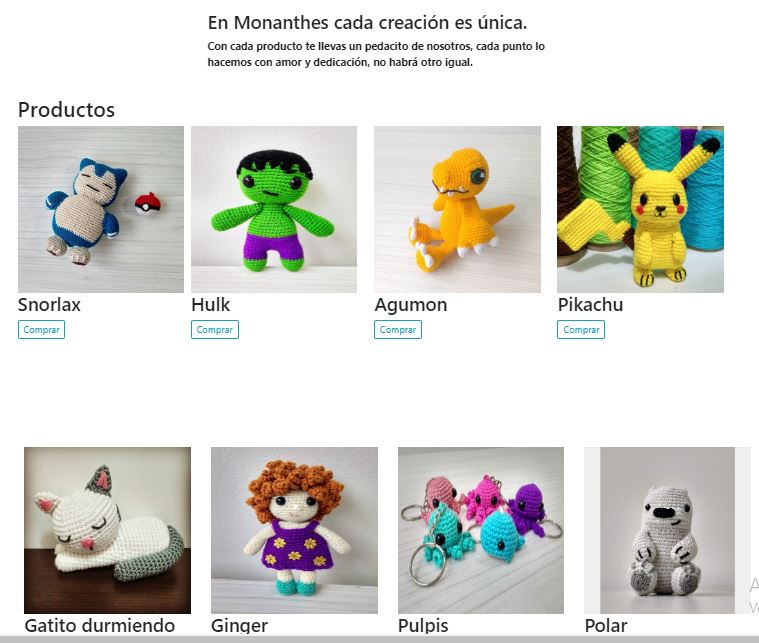 En Monanthes cada creación es única.
Con cada producto te llevas un pedacito de nosotros, cada punto lo
hacemos con amor y dedicación, no habrá otro igual.
Productos
Snorlax
Hulk
Agumon
Pikachu
Comprar
Comprar
Comprar
Comprar
Gatito durmiendo
Ginger
Pulpis
Polar